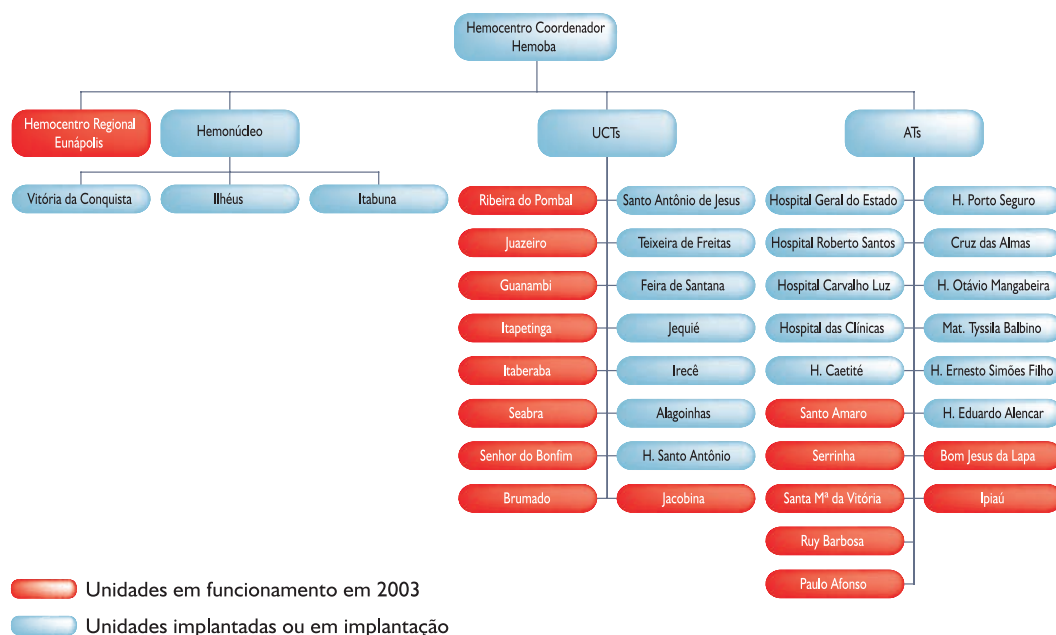 Hemocentro Coordenador
Hemoba
Hemocentro Regional
Eunápolis
Hemonúcleo
UCTs
ATs
Vitória da Conquista
Ilhéus
Itabuna
Ribeira do Pombal
Santo Antônio de Jesus
Juazeiro
Teixeira de Freitas
Guanambi
Feira de Santana
Itapetinga
Jequié
Itaberaba
Irecê
Seabra
Alagoinhas
Senhor do Bonfim
H. Santo Antônio
Brumado
Jacobina
Hospital Geral do Estado
H. Porto Seguro
Hospital Roberto Santos
Cruz das Almas
Hospital Carvalho Luz
H. Otávio Mangabeira
Hospital das Clínicas
Mat. Tyssila Balbino
H. Caetité
H. Ernesto Simões Filho
Santo Amaro
H. Eduardo Alencar
Serrinha
Bom Jesus da Lapa
Santa Mª da Vitória
Ipiaú
Ruy Barbosa
Paulo Afonso
Unidades em funcionamento em 2003
Unidades implantadas ou em implantação